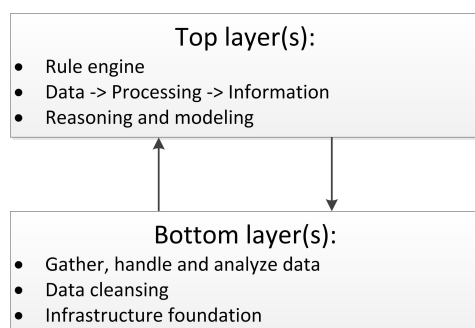 Top layer(s):
• Rule engine
• Data -> Processing -> Information
• Reasoning and modeling
Bottom layer(s):
• Gather, handle and analyze data
• Data cleansing
• Infrastructure foundation